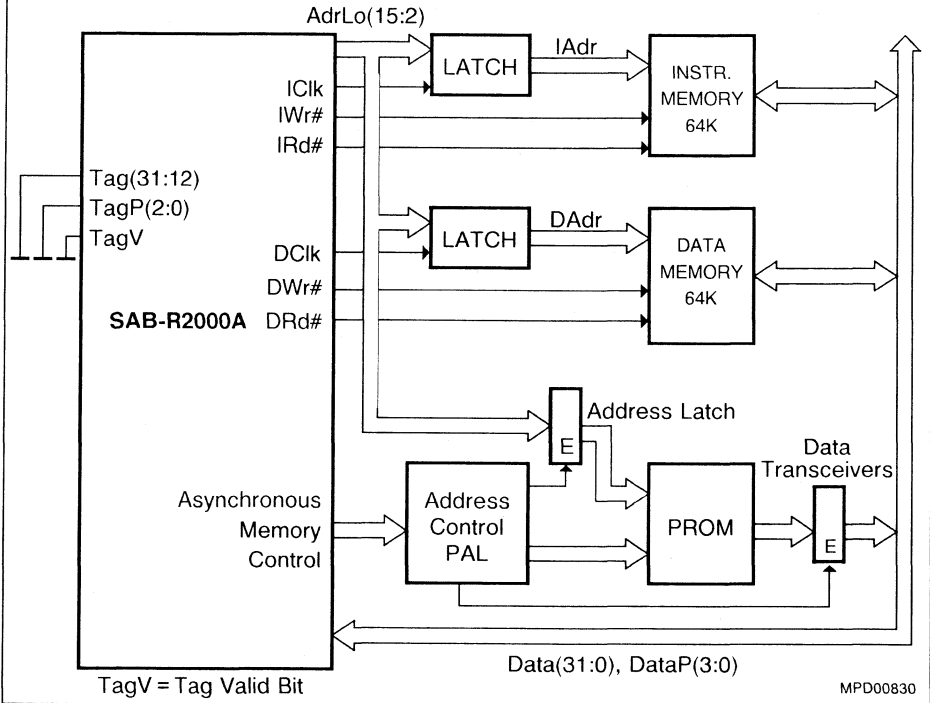 AdrLo(15:2)
LATCH
IAdr
INSTR.
MEMORY
64K
IClk
IWr#
IRd#
Tag(31:12)
TagP(2:0)
TagV
LATCH
DAdr
DATA
MEMORY
64K
DClk
DWr#
SAB-R2000A
DRd#
Address Latch
E
Data
Transceivers
E
Asynchronous
Memory
Control
Address
Control
PAL
PROM
Data(31:0), DataP(3:0)
TagV = Tag Valid Bit
MPD00830